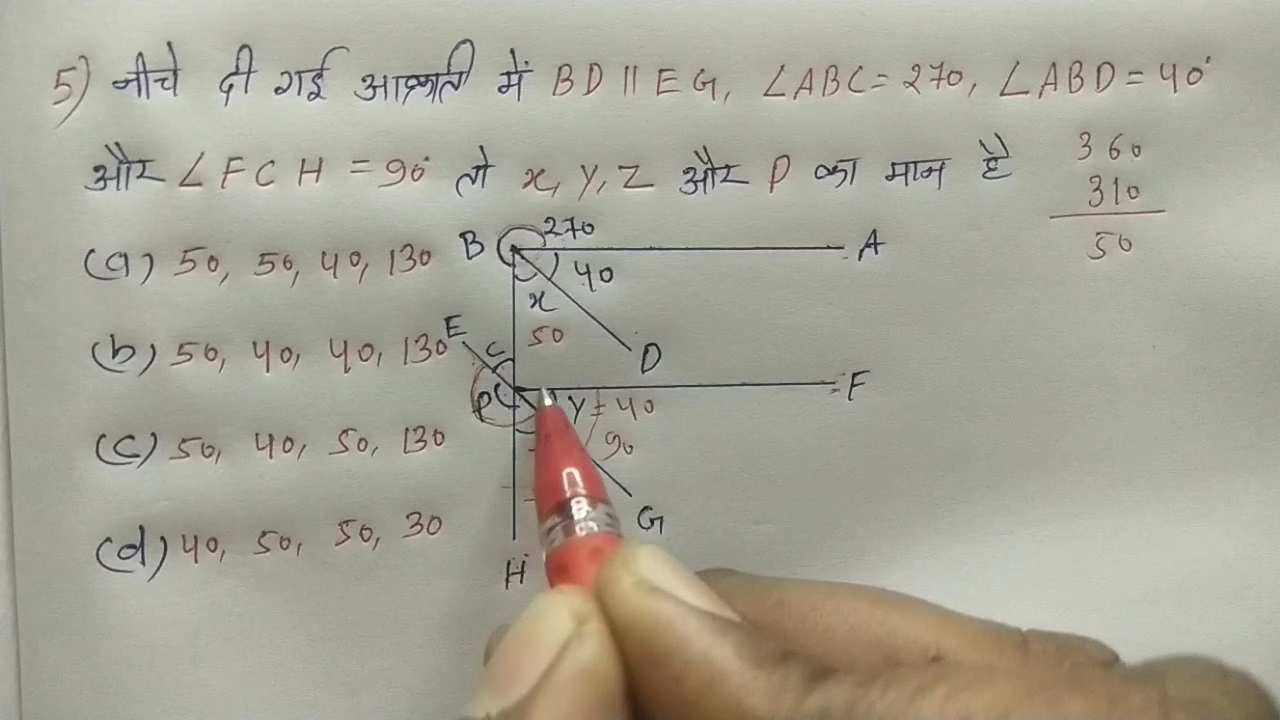 5) नीचे दी गई आकृती में BD || EG, ∠ABC = 270, ∠ABD = 40°
और ∠FCH = 90° तो x, y, z और P का मान है
360
310
50
(a) 50, 50, 40, 130
(b) 50, 40, 40, 130
(c) 50, 40, 50, 130
(d) 40, 50, 50, 30
B 270 A
40
x
50
E
C D
F
P y = 40
90
G
H